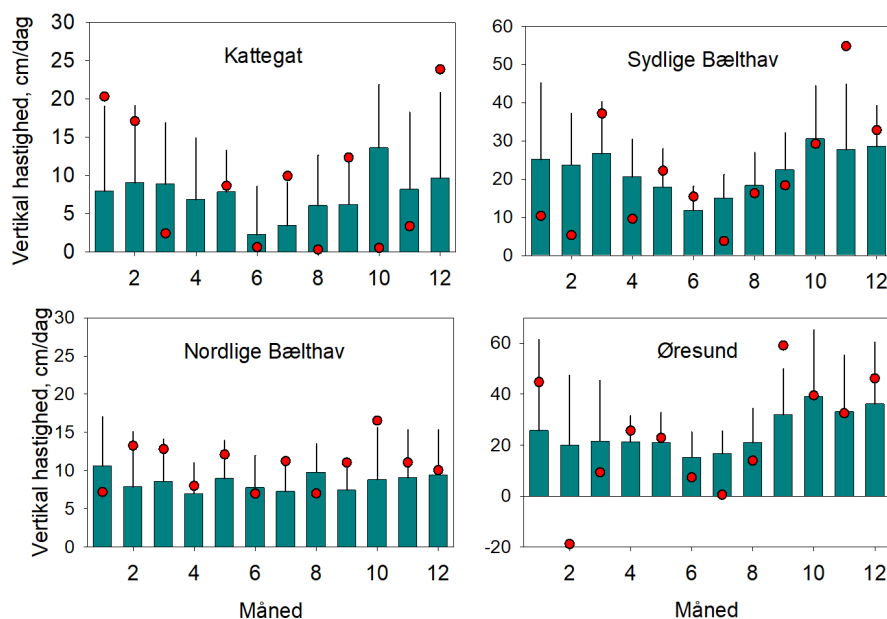 Kattegat
Vertikal hastighed, cm/dag
30
25
20
15
10
5
0
2 4 6 8 10 12
Sydlige Bælthav
60
50
40
30
20
10
0
2 4 6 8 10 12
Nordlige Bælthav
Vertikal hastighed, cm/dag
30
25
20
15
10
5
0
2 4 6 8 10 12
Måned
Øresund
60
40
20
0
-20
2 4 6 8 10 12
Måned